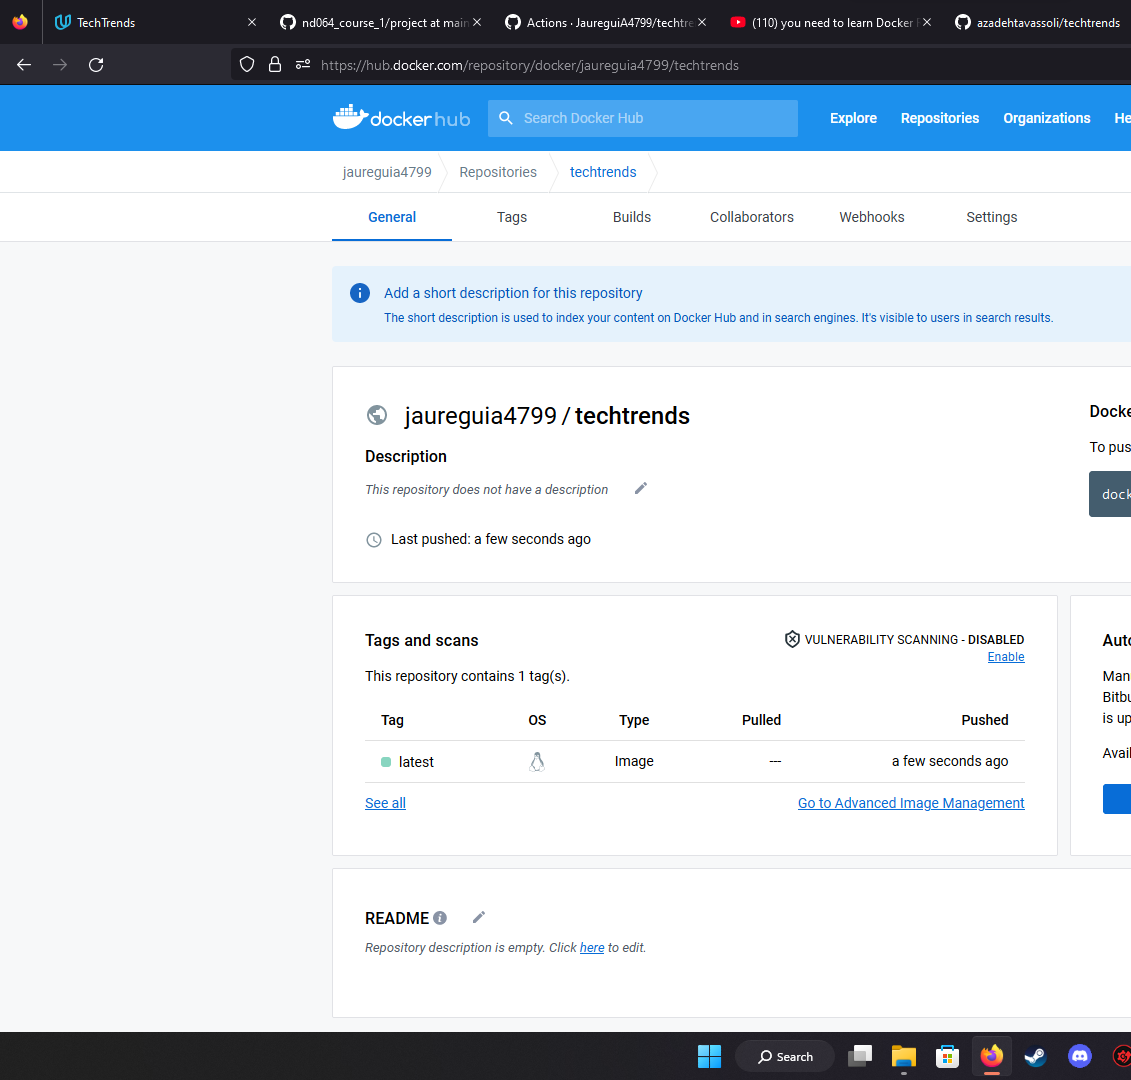 TechTrends
nd064_course_1/project at main
Actions · JaureguiA4799/techtre
(110) you need to learn Docker
azadehtavassoli/techtrends
https://hub.docker.com/repository/docker/jaureguia4799/techtrends
docker hub
Search Docker Hub
Explore
Repositories
Organizations
He
jaureguia4799
Repositories
techtrends
General
Tags
Builds
Collaborators
Webhooks
Settings
Add a short description for this repository
The short description is used to index your content on Docker Hub and in search engines. It's visible to users in search results.
jaureguia4799 / techtrends
Description
This repository does not have a description
Last pushed: a few seconds ago
Docke
To pus
dock
Tags and scans
VULNERABILITY SCANNING - DISABLED
Enable
This repository contains 1 tag(s).
Tag OS Type Pulled Pushed
latest Image --- a few seconds ago
See all
Go to Advanced Image Management
Auto
Man
Bitbu
is up
Avail
README
Repository description is empty. Click here to edit.
Search